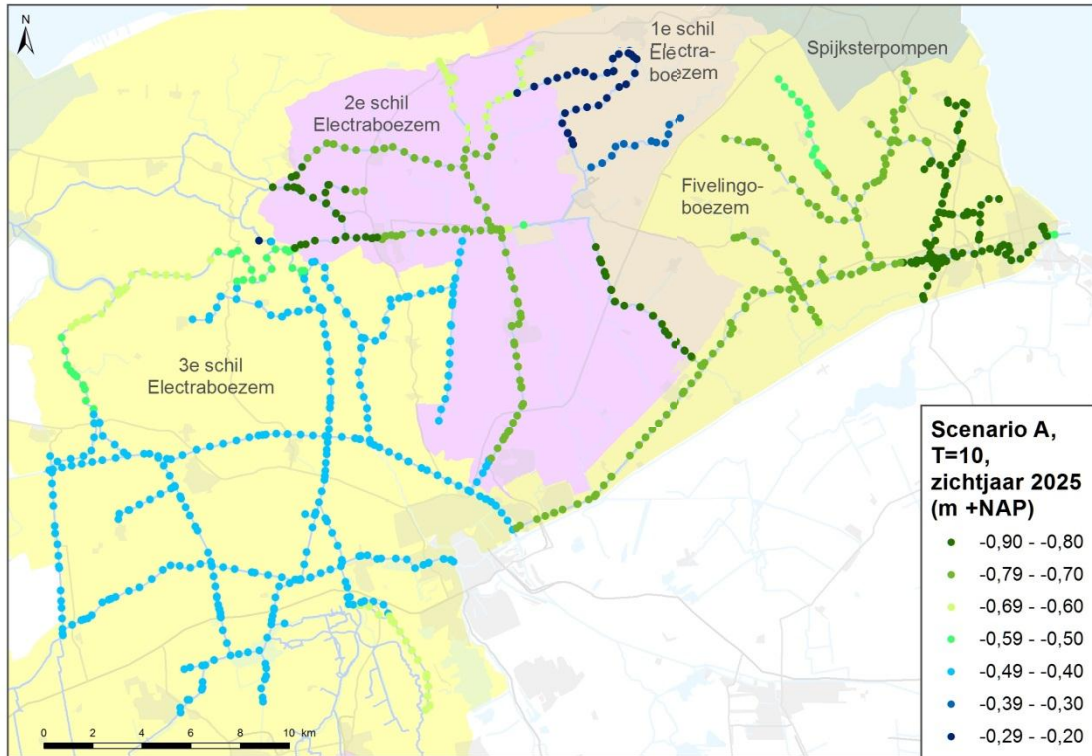 N
1e schil
Electra-
boezem
Spijksterpompen
2e schil
Electraboezem
Fivelingo-
boezem
3e schil
Electraboezem
Scenario A,
T=10,
zichtjaar 2025
(m +NAP)
-0,90 - -0,80
-0,79 - -0,70
-0,69 - -0,60
-0,59 - -0,50
-0,49 - -0,40
-0,39 - -0,30
-0,29 - -0,20
0 2 4 6 8 10 km